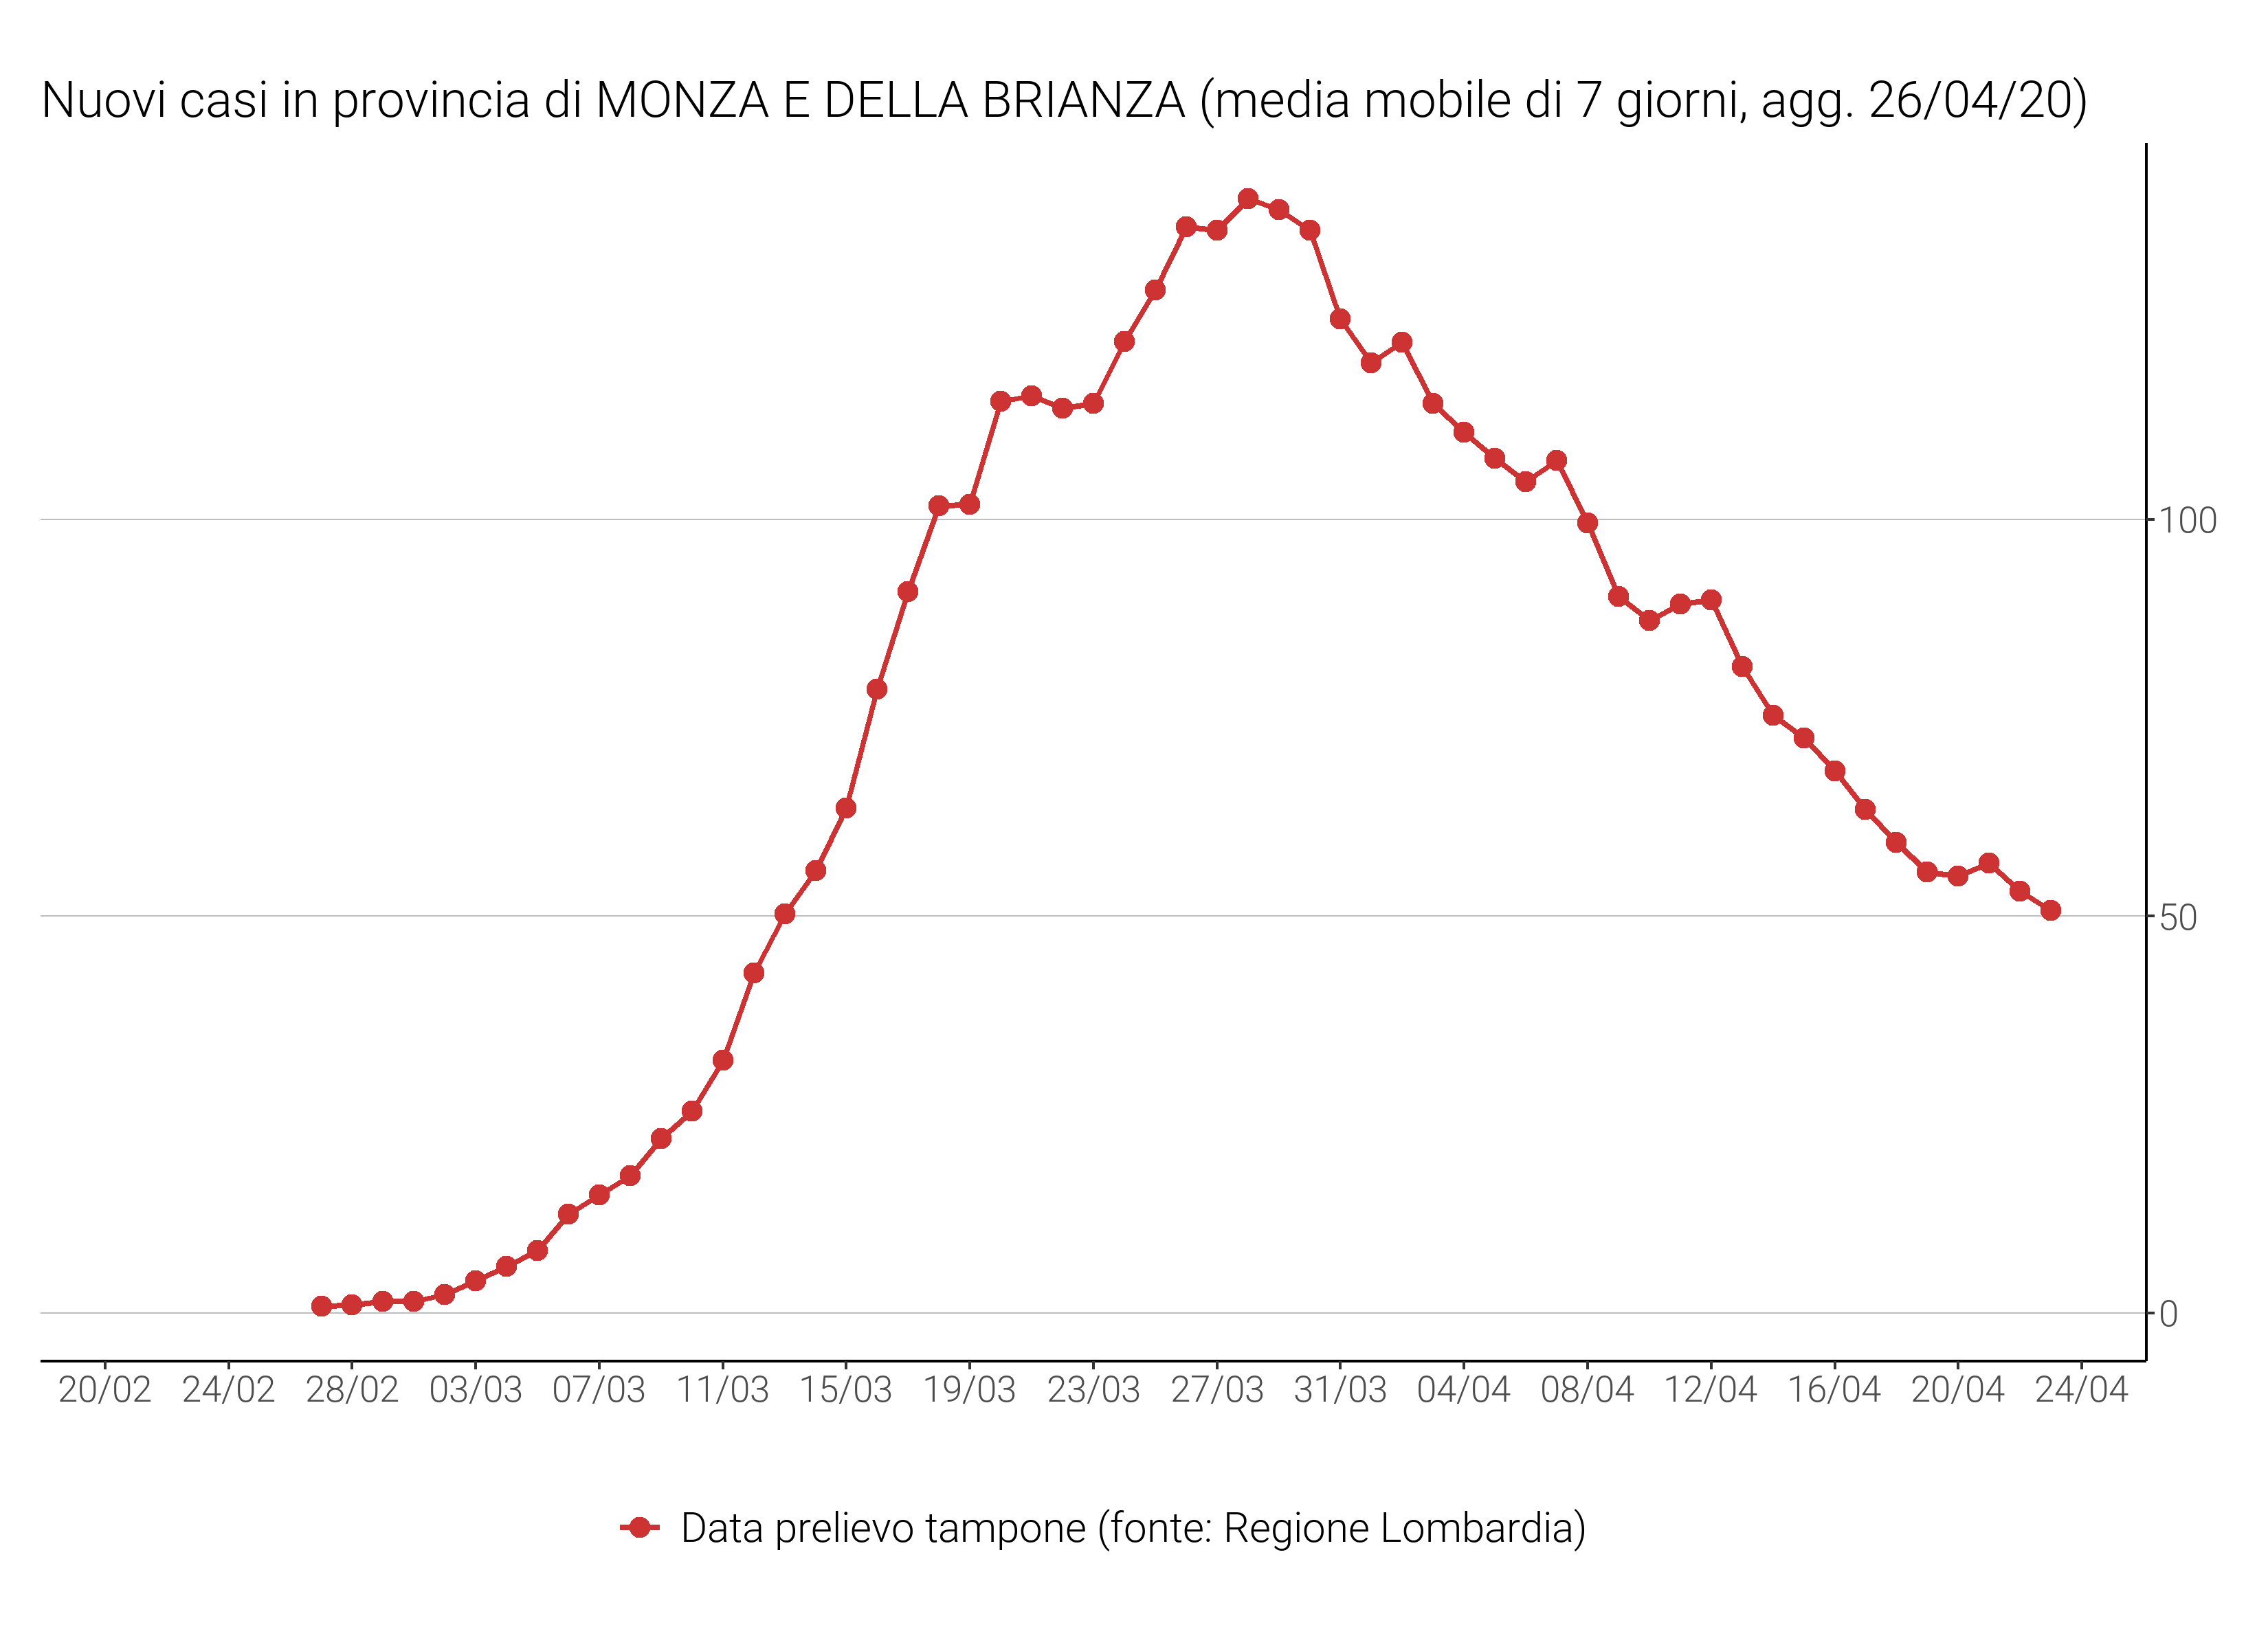 Nuovi casi in provincia di MONZA E DELLA BRIANZA (media mobile di 7 giorni, agg. 26/04/20)
100
50
0
20/02 24/02 28/02 03/03 07/03 11/03 15/03 19/03 23/03 27/03 31/03 04/04 08/04 12/04 16/04 20/04 24/04
Data prelievo tampone (fonte: Regione Lombardia)